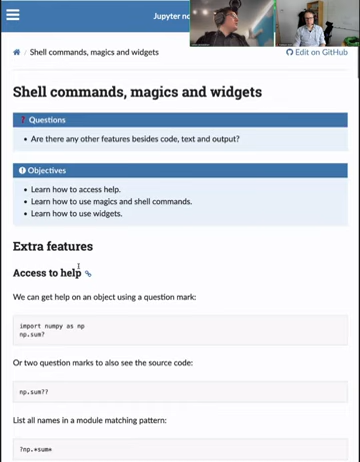 Jupyter no
/ Shell commands, magics and widgets
Edit on GitHub
Shell commands, magics and widgets
? Questions
Are there any other features besides code, text and output?
Objectives
Learn how to access help.
Learn how to use magics and shell commands.
Learn how to use widgets.
Extra features
Access to help
We can get help on an object using a question mark:
import numpy as np
np.sum?
Or two question marks to also see the source code:
np.sum??
List all names in a module matching pattern:
?np.*sum*